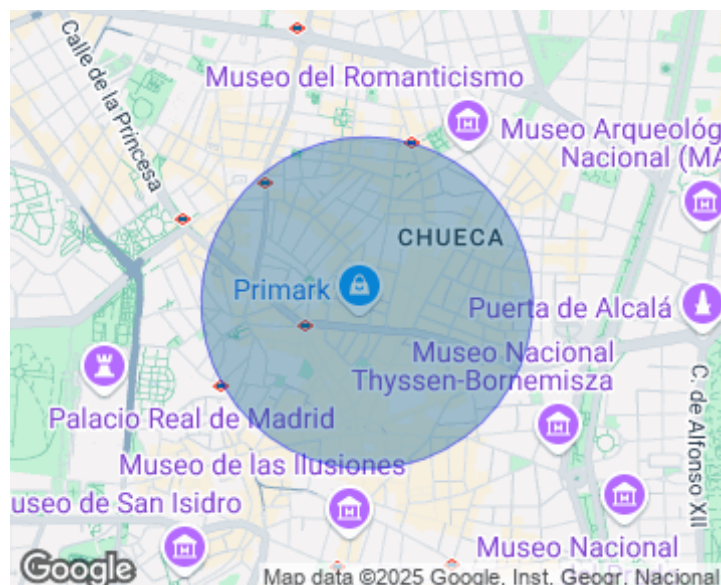 Calle de la Princesa
Museo del Romanticismo
Museo Arqueológ
Nacional (MA
CHUECA
Primark
Puerta de Alcalá
Museo Nacional
Thyssen-Bornemisza
C. de Alfonso XII
Palacio Real de Madrid
Museo de las Ilusiones
useo de San Isidro
Museo Nacional
Google
Map data ©2025 Google, Inst. Geogr. Nacional